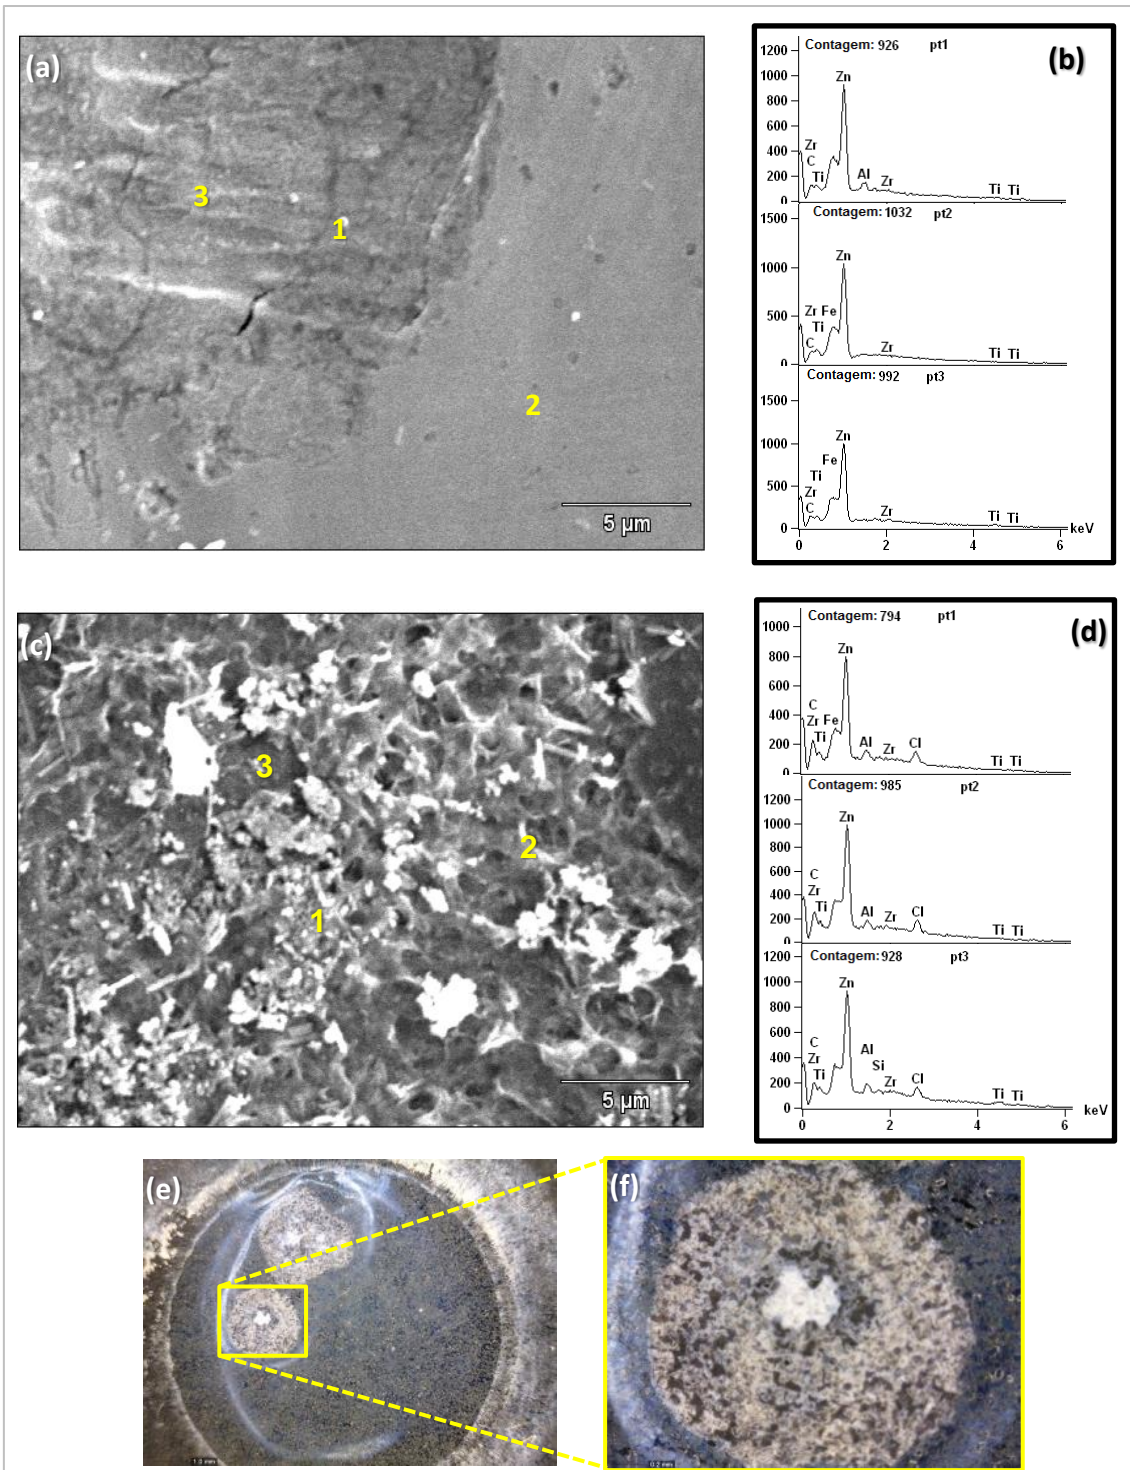 (a)
3
1
2
5 µm
(b)
Contagem: 926 pt1
1200
1000
800
600
400
200
0
Zn
Zr
C
Ti
Al
Zr
Ti Ti
Contagem: 1032 pt2
1500
1000
500
0
Zn
Zr Fe
Ti
C
Zr
Ti Ti
Contagem: 992 pt3
1500
1000
500
0
Zn
Fe
Ti
Zr
C
Zr
Ti Ti
keV
0 2 4 6
(c)
3
2
1
5 µm
(d)
Contagem: 794 pt1
1000
800
600
400
200
0
Zn
C
Zr Fe
Ti
Al Zr Cl
Ti Ti
Contagem: 985 pt2
1200
1000
800
600
400
200
0
Zn
C
Zr
Ti
Al Zr Cl
Ti Ti
Contagem: 928 pt3
1200
1000
800
600
400
200
0
Zn
C
Zr
Ti
Al
Si
Zr Cl
Ti Ti
keV
0 2 4 6
(e)
1.0 mm
(f)
0.2 mm